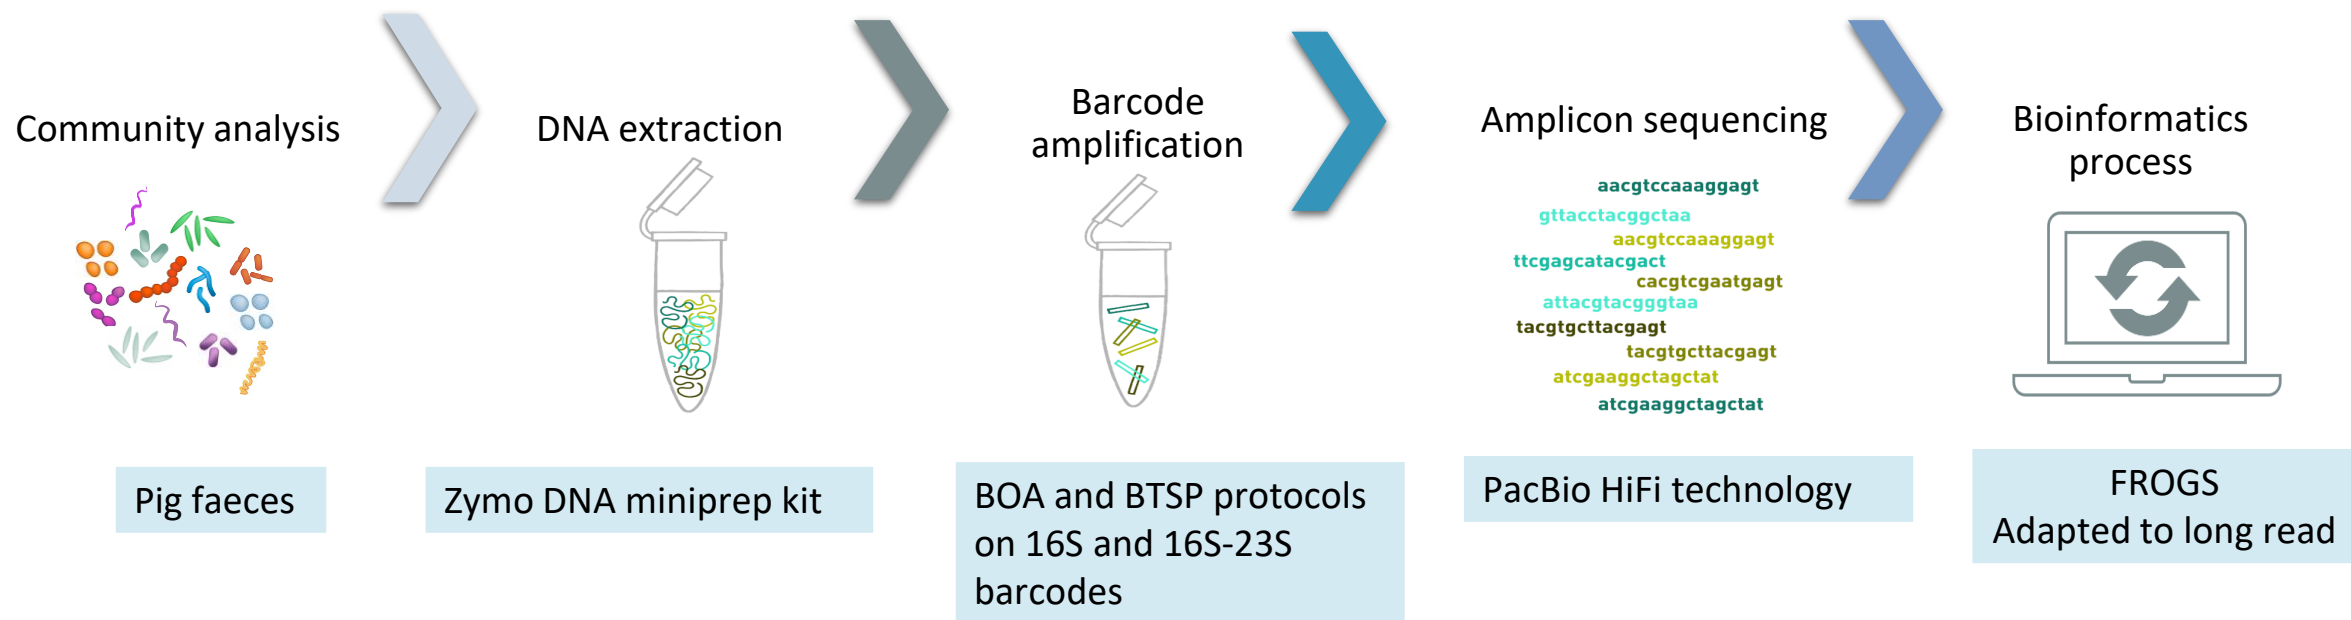 Community analysis
DNA extraction
Barcode
amplification
Amplicon sequencing
Bioinformatics
process
aacgtccaaaggagt
gttacctacggctaa
aacgtccaaaggagt
ttcgagcatacgact
cacgtcgaatgagt
attacgtacgggtaa
tacgtgcttacgagt
tacgtgcttacgagt
atcgaaggctagctat
atcgaaggctagctat
Pig faeces
Zymo DNA miniprep kit
BOA and BTSP protocols
on 16S and 16S-23S
barcodes
PacBio HiFi technology
FROGS
Adapted to long read